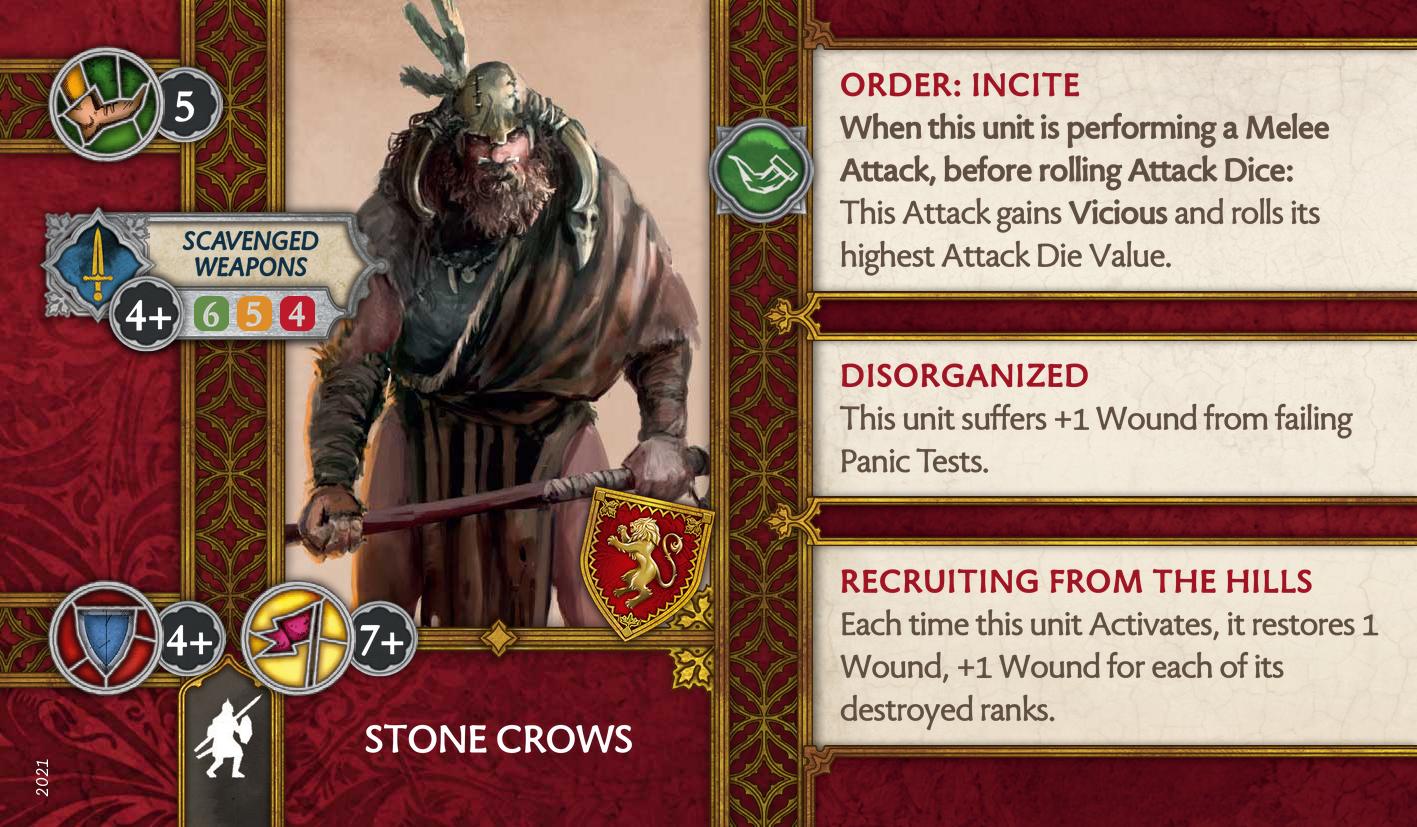 5
SCAVENGED
WEAPONS
4+ 6 5 4
4+ 7+
STONE CROWS
2021
ORDER: INCITE
When this unit is performing a Melee
Attack, before rolling Attack Dice:
This Attack gains Vicious and rolls its
highest Attack Die Value.
DISORGANIZED
This unit suffers +1 Wound from failing
Panic Tests.
RECRUITING FROM THE HILLS
Each time this unit Activates, it restores 1
Wound, +1 Wound for each of its
destroyed ranks.